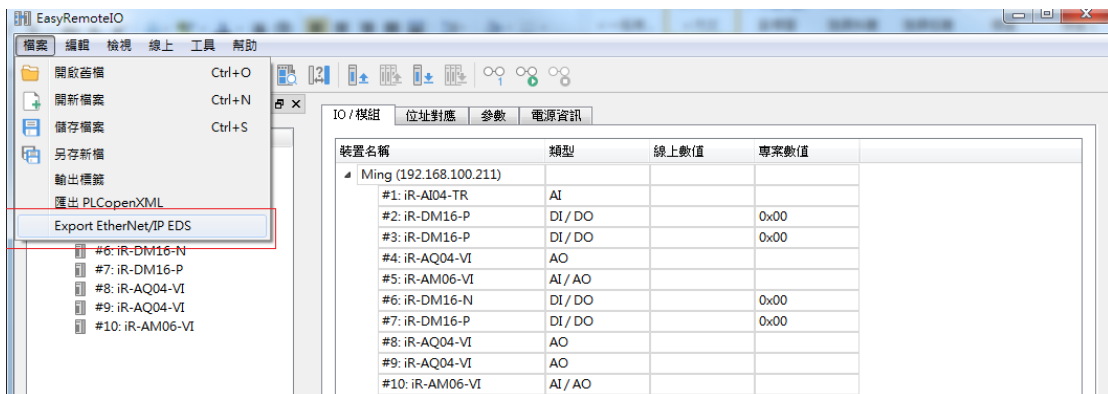 EasyRemoteIO
檔案 編輯 檢視 線上 工具 幫助
開啟舊檔 Ctrl+O
開新檔案 Ctrl+N
儲存檔案 Ctrl+S
另存新檔
輸出標籤
匯出 PLCopenXML
Export EtherNet/IP EDS
#6: iR-DM16-N
#7: iR-DM16-P
#8: iR-AQ04-VI
#9: iR-AQ04-VI
#10: iR-AM06-VI
IO / 模組 位址對應 參數 電源資訊
裝置名稱 類型 線上數值 專案數值
Ming (192.168.100.211)
#1: iR-AI04-TR AI
#2: iR-DM16-P DI / DO 0x00
#3: iR-DM16-P DI / DO 0x00
#4: iR-AQ04-VI AO
#5: iR-AM06-VI AI / AO
#6: iR-DM16-N DI / DO 0x00
#7: iR-DM16-P DI / DO 0x00
#8: iR-AQ04-VI AO
#9: iR-AQ04-VI AO
#10: iR-AM06-VI AI / AO